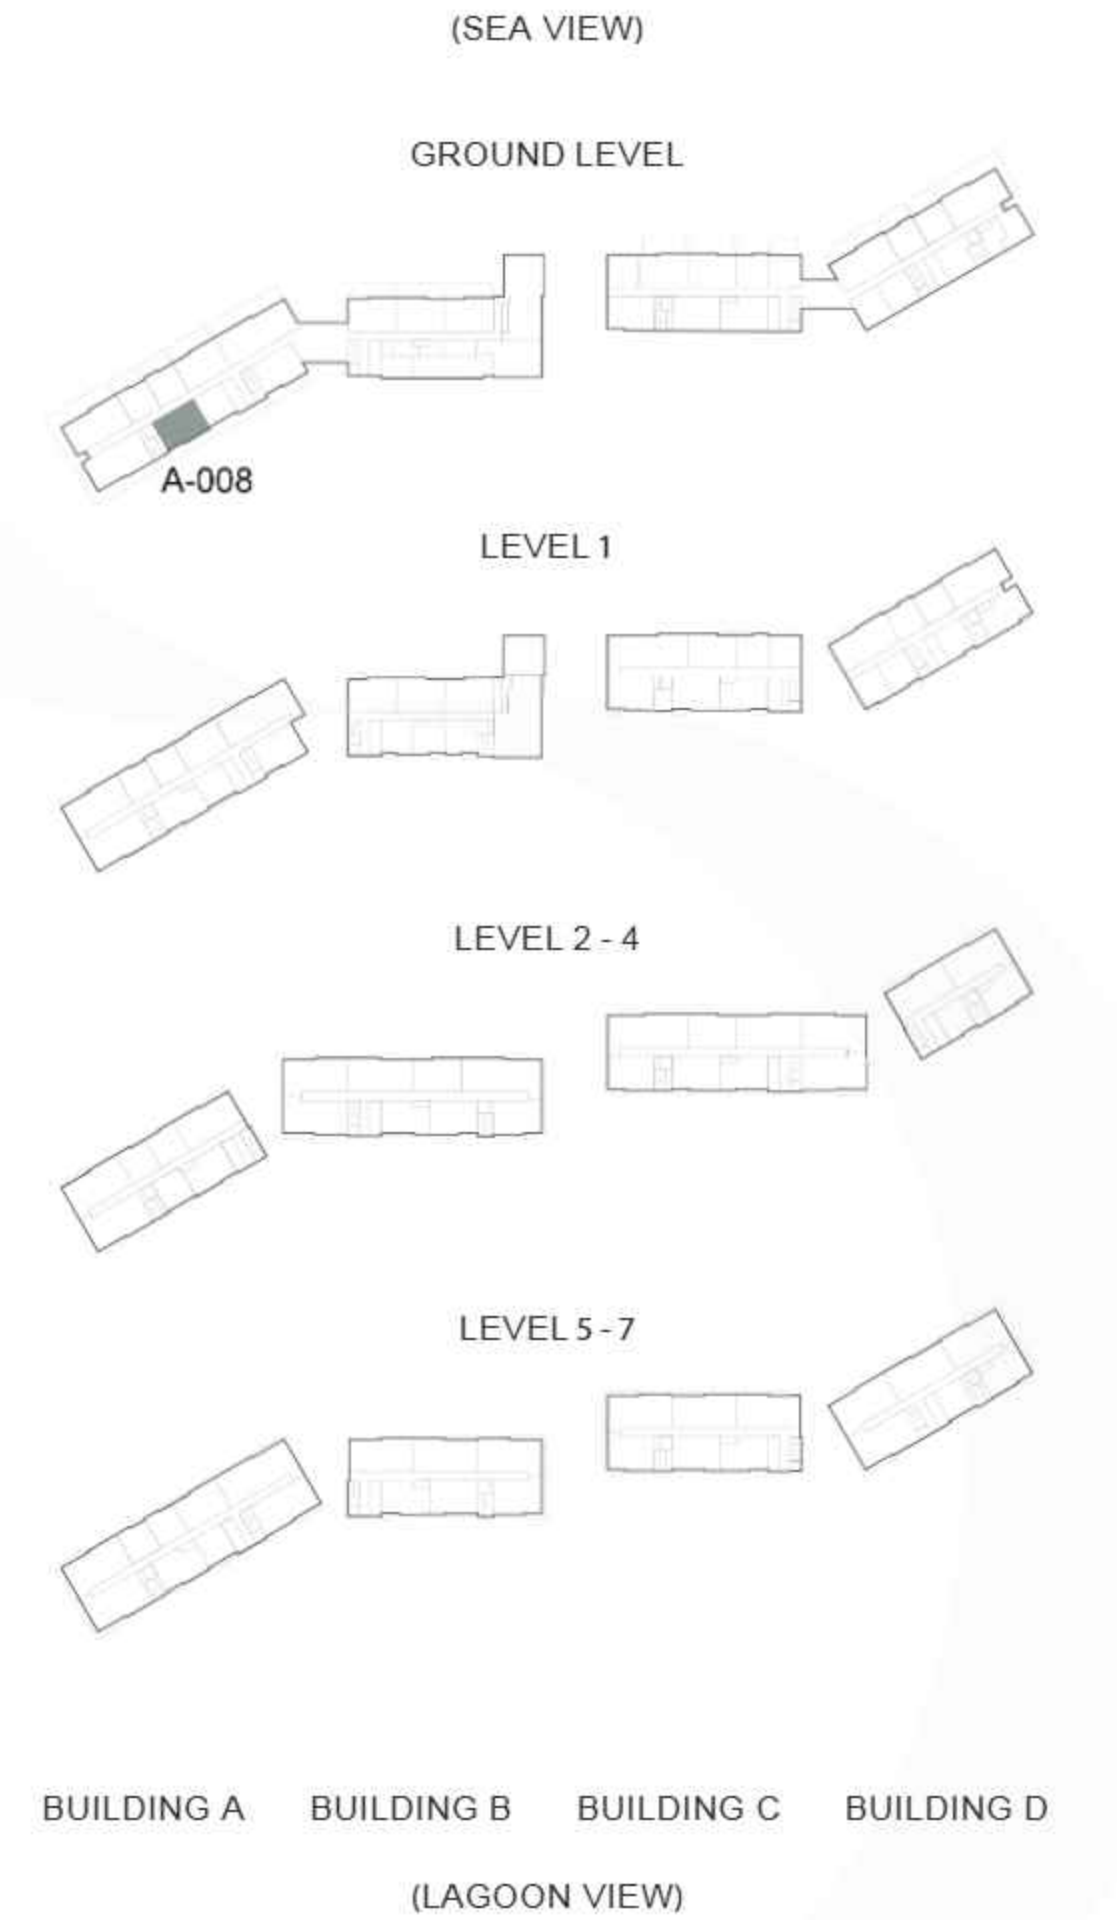 (SEA VIEW)
GROUND LEVEL
A-008
LEVEL 1
LEVEL 2 - 4
LEVEL 5 - 7
BUILDING A BUILDING B BUILDING C BUILDING D
(LAGOON VIEW)